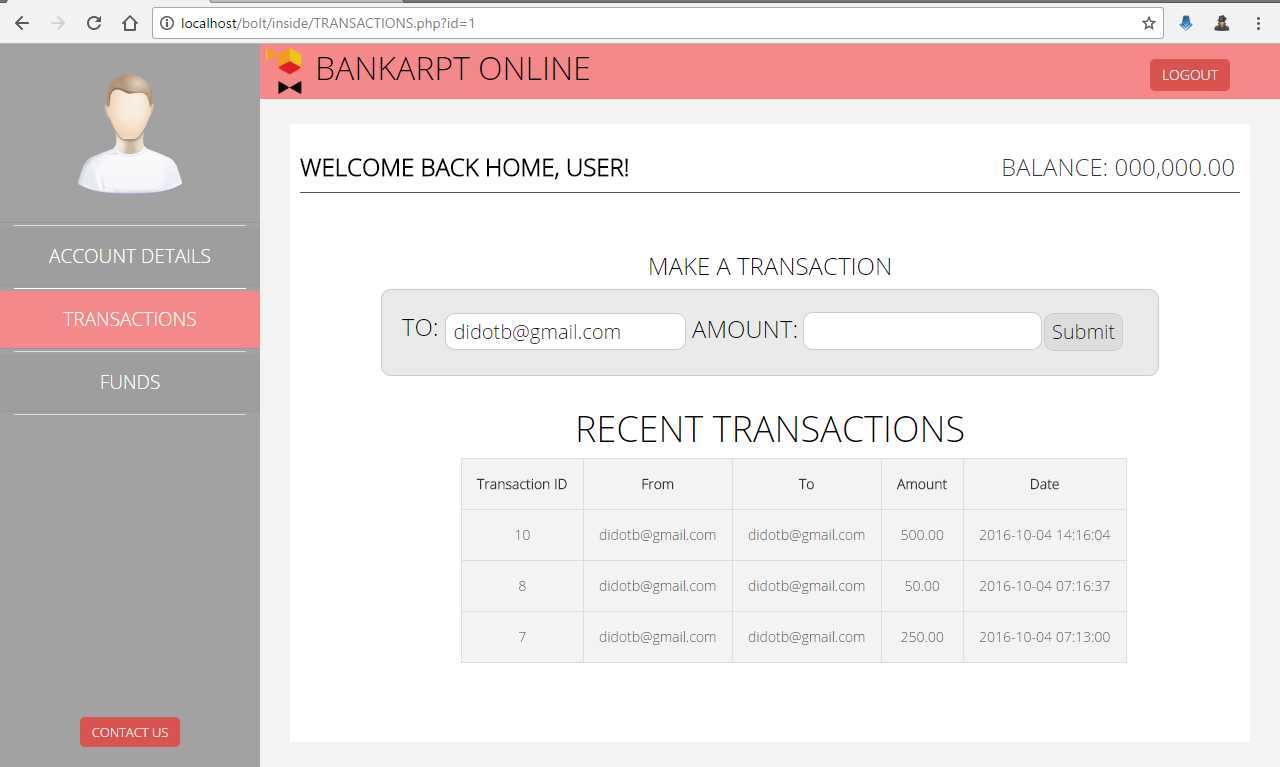 localhost/bolt/inside/TRANSACTIONS.php?id=1
BANKARPT ONLINE
LOGOUT
WELCOME BACK HOME, USER!
BALANCE: 000,000.00
ACCOUNT DETAILS
TRANSACTIONS
FUNDS
CONTACT US
MAKE A TRANSACTION
TO: didotb@gmail.com AMOUNT: Submit
RECENT TRANSACTIONS
Transaction ID From To Amount Date
10 didotb@gmail.com didotb@gmail.com 500.00 2016-10-04 14:16:04
8 didotb@gmail.com didotb@gmail.com 50.00 2016-10-04 07:16:37
7 didotb@gmail.com didotb@gmail.com 250.00 2016-10-04 07:13:00